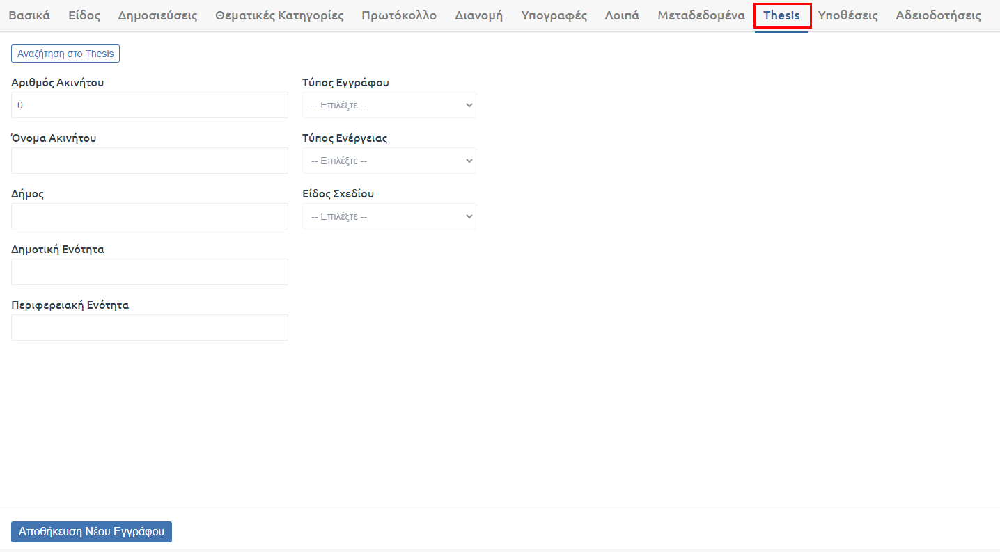 Βασικά Είδος Δημοσιεύσεις Θεματικές Κατηγορίες Πρωτόκολλο Διανομή Υπογραφές Λοιπά Μεταδεδομένα Thesis Υποθέσεις Αδειοδοτήσεις
Αναζήτηση στο Thesis
Αριθμός Ακινήτου
0
Όνομα Ακινήτου
Δήμος
Δημοτική Ενότητα
Περιφερειακή Ενότητα
Τύπος Εγγράφου
-- Επιλέξτε --
Τύπος Ενέργειας
-- Επιλέξτε --
Είδος Σχεδίου
-- Επιλέξτε --
Αποθήκευση Νέου Εγγράφου